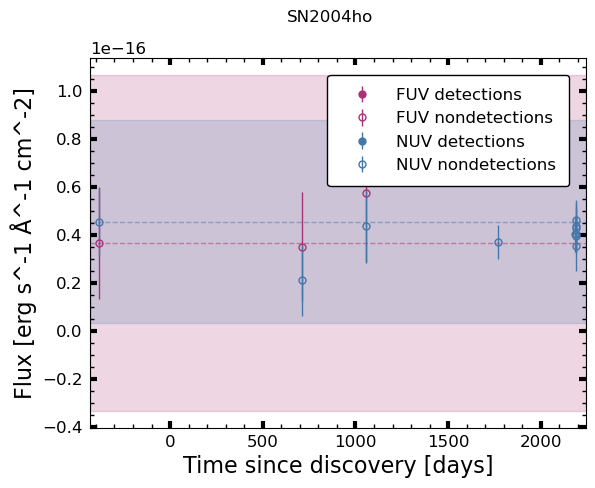 SN2004ho
1e−16
FUV detections
FUV nondetections
NUV detections
NUV nondetections
1.0
0.8
0.6
0.4
0.2
0.0
−0.2
−0.4
Flux [erg s^-1 Å^-1 cm^-2]
0 500 1000 1500 2000
Time since discovery [days]